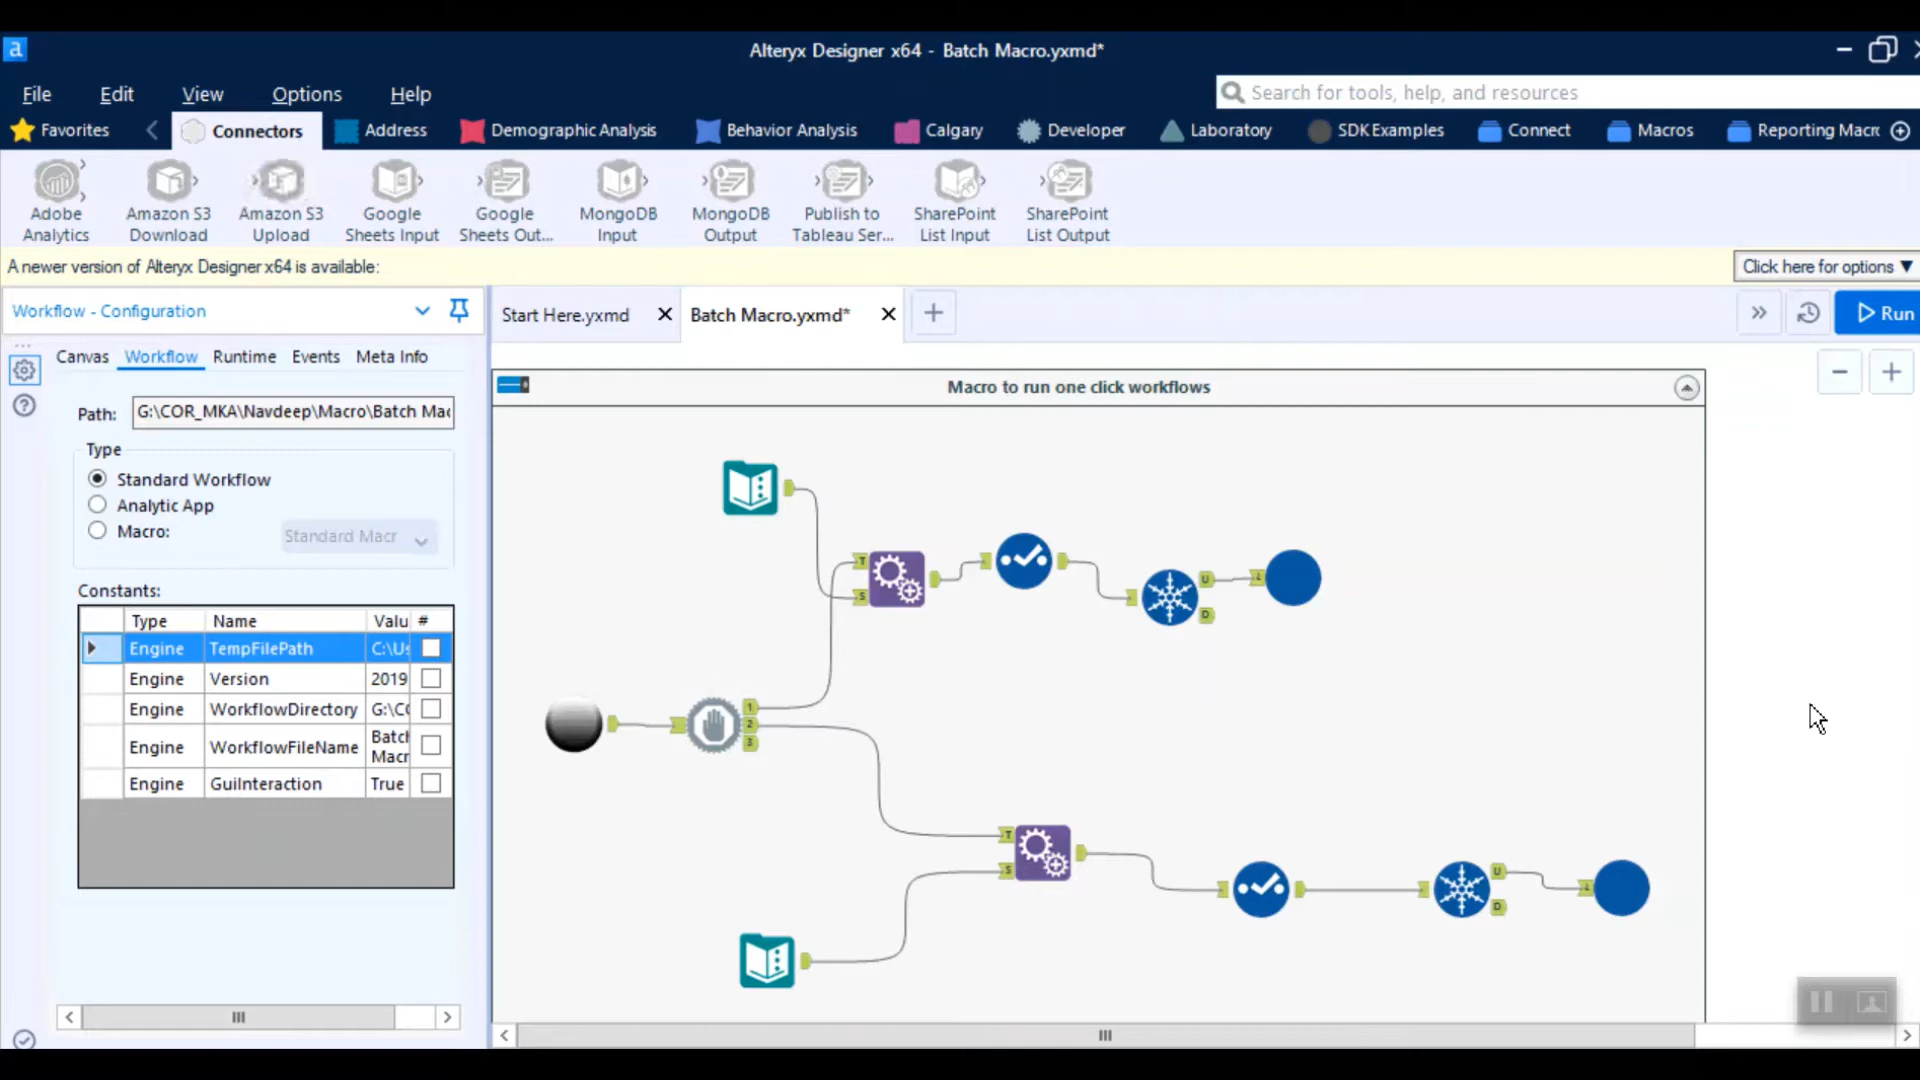 a
Alteryx Designer x64 - Batch Macro.yxmd*
File Edit View Options Help
Search for tools, help, and resources
Favorites Connectors Address Demographic Analysis Behavior Analysis Calgary Developer Laboratory SDK Examples Connect Macros Reporting Macr
Adobe Analytics
Amazon S3 Download
Amazon S3 Upload
Google Sheets Input
Google Sheets Out...
MongoDB Input
MongoDB Output
Publish to Tableau Ser...
SharePoint List Input
SharePoint List Output
A newer version of Alteryx Designer x64 is available:
Click here for options ▼
Workflow - Configuration
Start Here.yxmd
Batch Macro.yxmd*
Run
Canvas Workflow Runtime Events Meta Info
Path: G:\COR_MKA\Navdeep\Macro\Batch Mac
Type
Standard Workflow
Analytic App
Macro: Standard Macr
Constants:
Type Name Valu #
Engine TempFilePath C:\Us
Engine Version 2019
Engine WorkflowDirectory G:\CO
Engine WorkflowFileName Batch Macr
Engine GuiInteraction True
Macro to run one click workflows
T
S
U
L
D
1
2
3
T
S
U
L
D